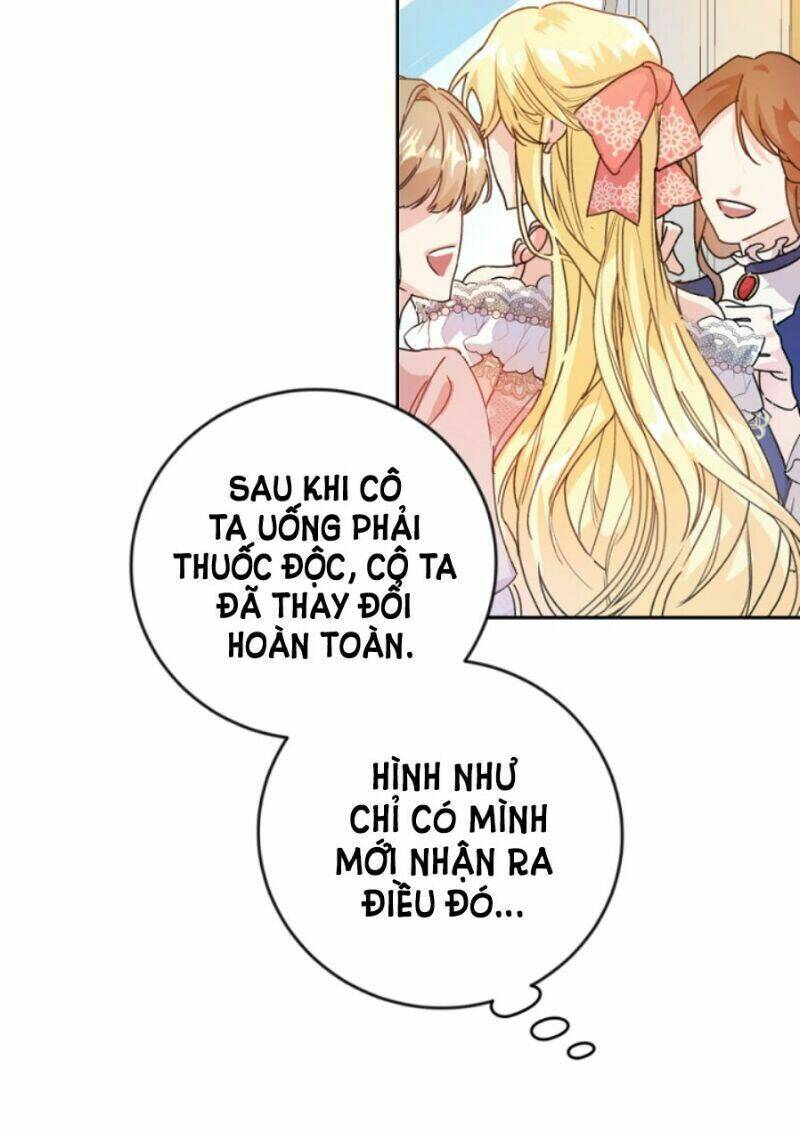 SAU KHI CÔ
TA UỐNG PHẢI
THUỐC ĐỘC, CÔ TA
ĐÃ THAY ĐỔI
HOÀN TOÀN.
HÌNH NHƯ
CHỈ CÓ MÌNH
MỚI NHẬN RA
ĐIỀU ĐÓ...